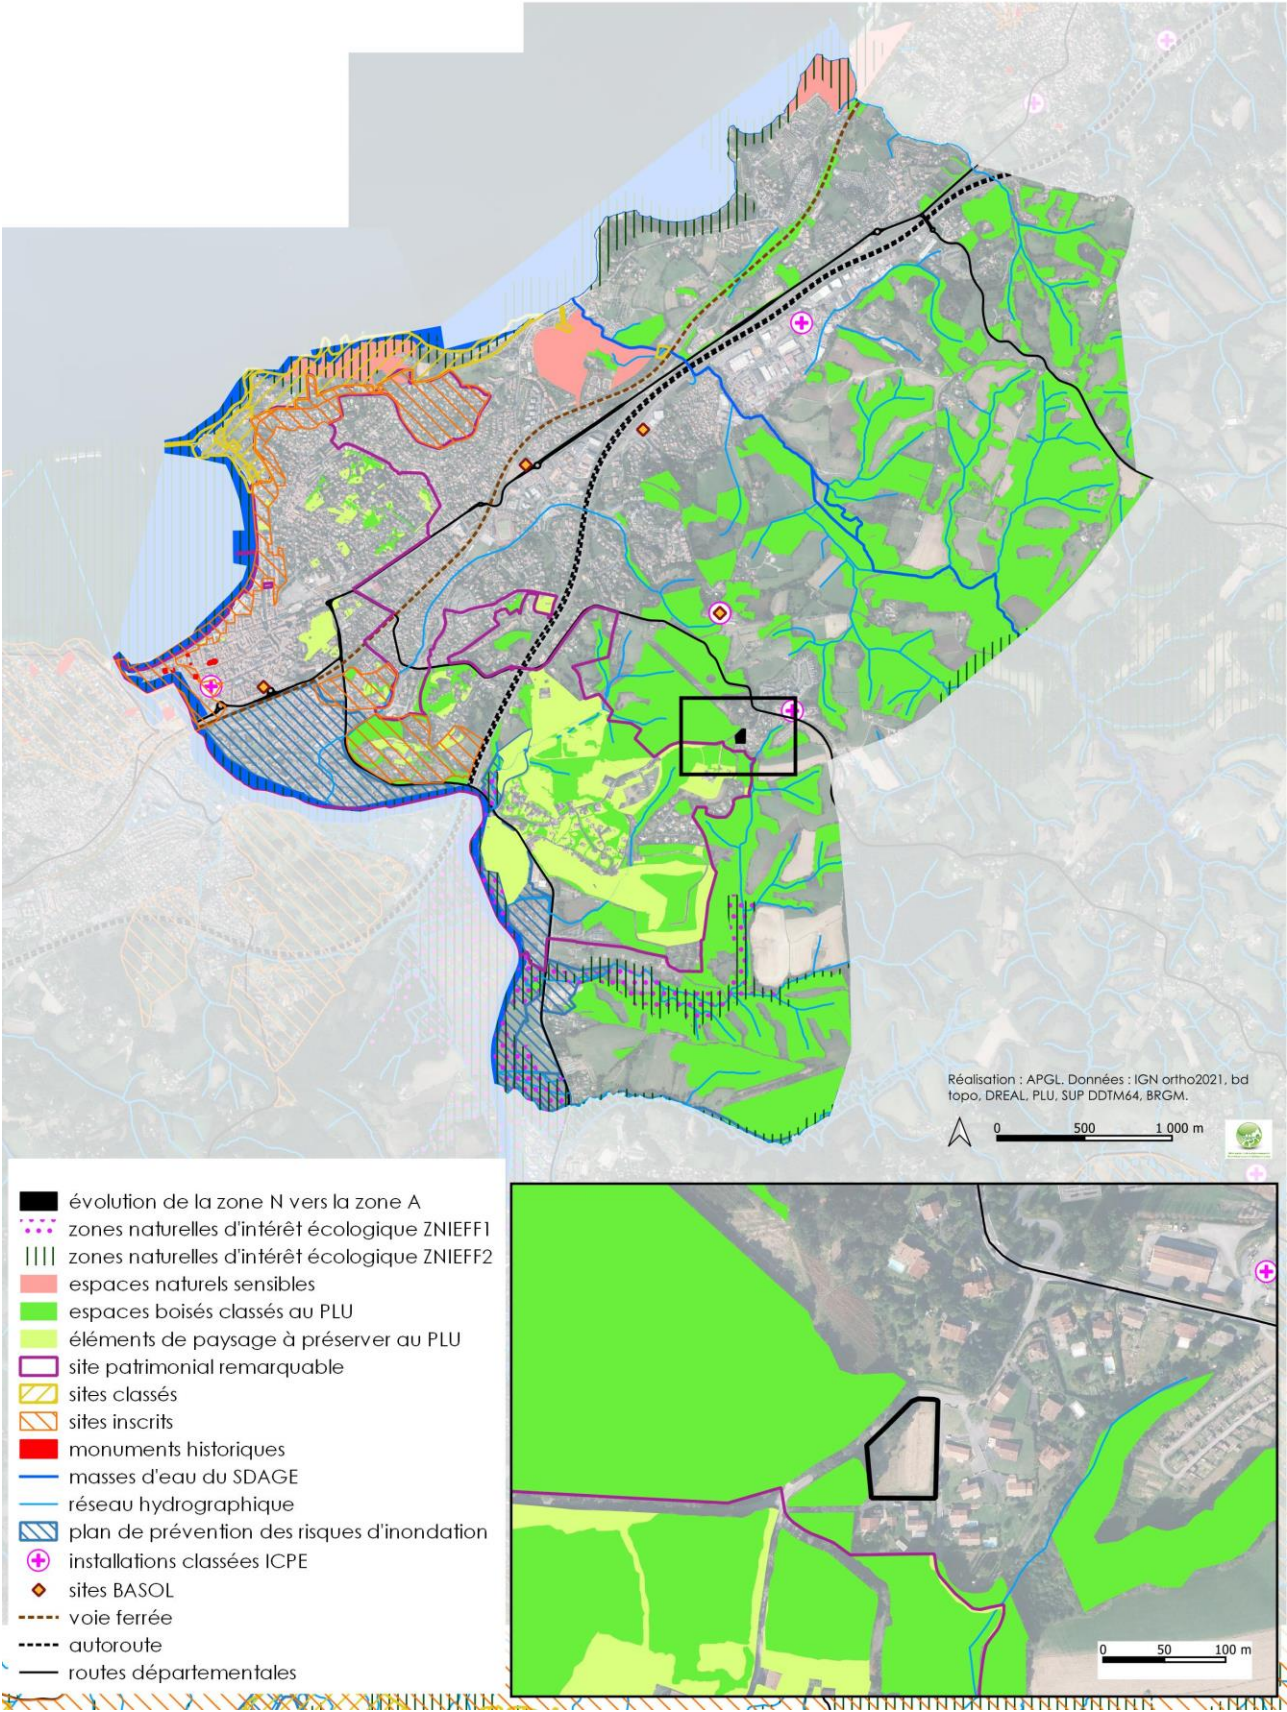 Réalisation : APGL. Données : IGN ortho2021, bd
topo, DREAL, PLU, SUP DDTM64, BRGM.
0 500 1 000 m
évolution de la zone N vers la zone A
zones naturelles d'intérêt écologique ZNIEFF1
zones naturelles d'intérêt écologique ZNIEFF2
espaces naturels sensibles
espaces boisés classés au PLU
éléments de paysage à préserver au PLU
site patrimonial remarquable
sites classés
sites inscrits
monuments historiques
masses d'eau du SDAGE
réseau hydrographique
plan de prévention des risques d'inondation
installations classées ICPE
sites BASOL
voie ferrée
autoroute
routes départementales
0 50 100 m